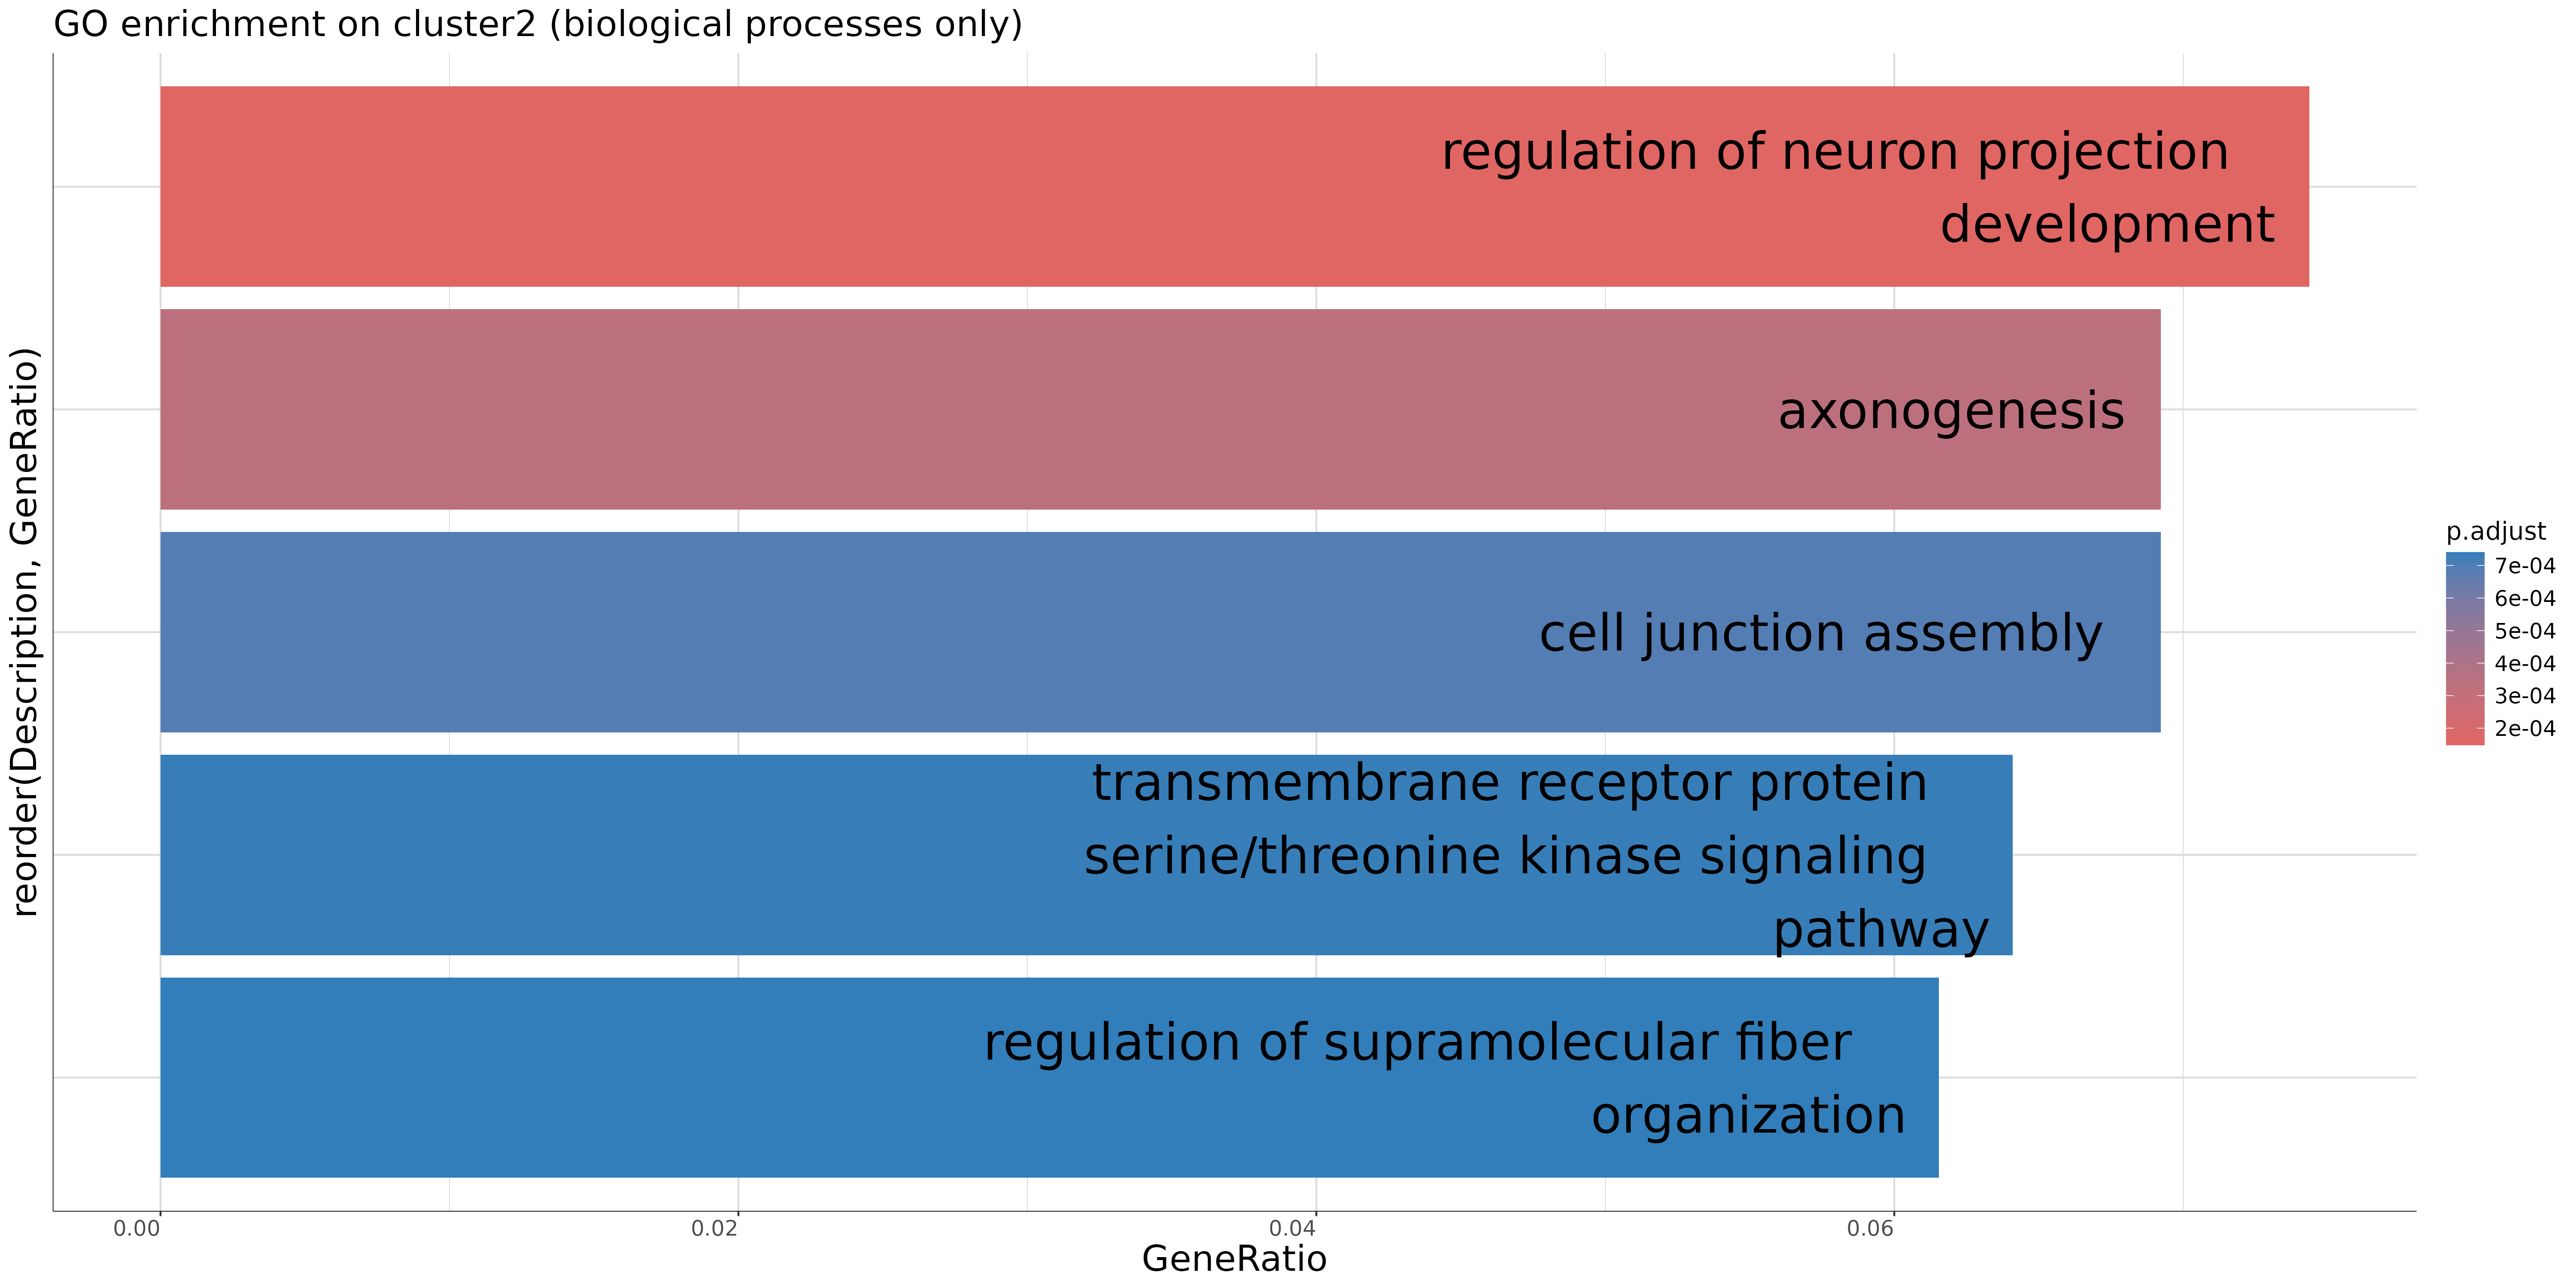 GO enrichment on cluster2 (biological processes only)
reorder(Description, GeneRatio)
regulation of neuron projection
development
axonogenesis
cell junction assembly
transmembrane receptor protein
serine/threonine kinase signaling
pathway
regulation of supramolecular fiber
organization
0.00
0.02
0.04
0.06
GeneRatio
p.adjust
7e-04
6e-04
5e-04
4e-04
3e-04
2e-04